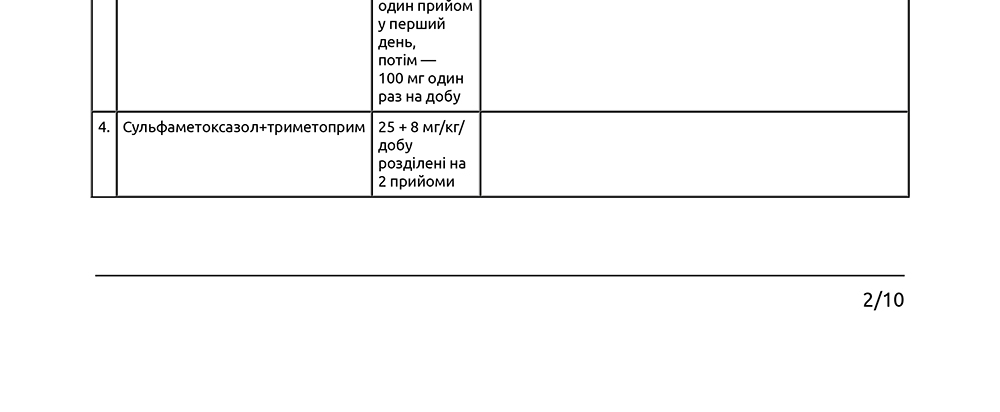 один прийом
у перший
день,
потім —
100 мг один
раз на добу
4. Сульфаметоксазол+триметоприм 25 + 8 мг/кг/
добу
розділені на
2 прийоми
2/10